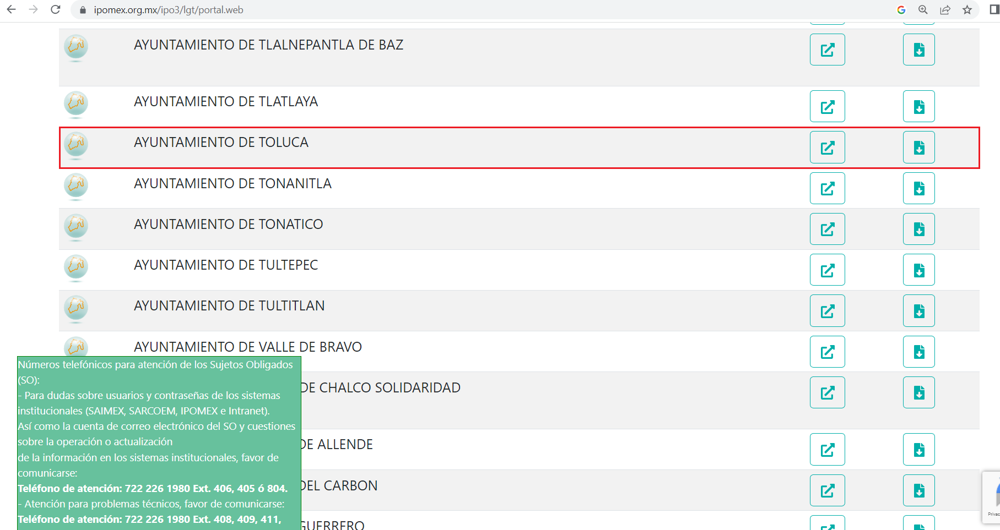 ipomex.org.mx/ipo3/lgt/portal.web
AYUNTAMIENTO DE TLALNEPANTLA DE BAZ
AYUNTAMIENTO DE TLATLAYA
AYUNTAMIENTO DE TOLUCA
AYUNTAMIENTO DE TONANITLA
AYUNTAMIENTO DE TONATICO
AYUNTAMIENTO DE TULTEPEC
AYUNTAMIENTO DE TULTITLAN
AYUNTAMIENTO DE VALLE DE BRAVO
DE CHALCO SOLIDARIDAD
DE ALLENDE
DEL CARBON
GUERRERO
Números telefónicos para atención de los Sujetos Obligados
(SO):
- Para dudas sobre usuarios y contraseñas de los sistemas
institucionales (SAIMEX, SARCOEM, IPOMEX e Intranet).
Así como la cuenta de correo electrónico del SO y cuestiones
sobre la operación o actualización
de la información en los sistemas institucionales, favor de
comunicarse:
Teléfono de atención: 722 226 1980 Ext. 406, 405 ó 804.
- Atención para problemas técnicos, favor de comunicarse:
Teléfono de atención: 722 226 1980 Ext. 408, 409, 411,